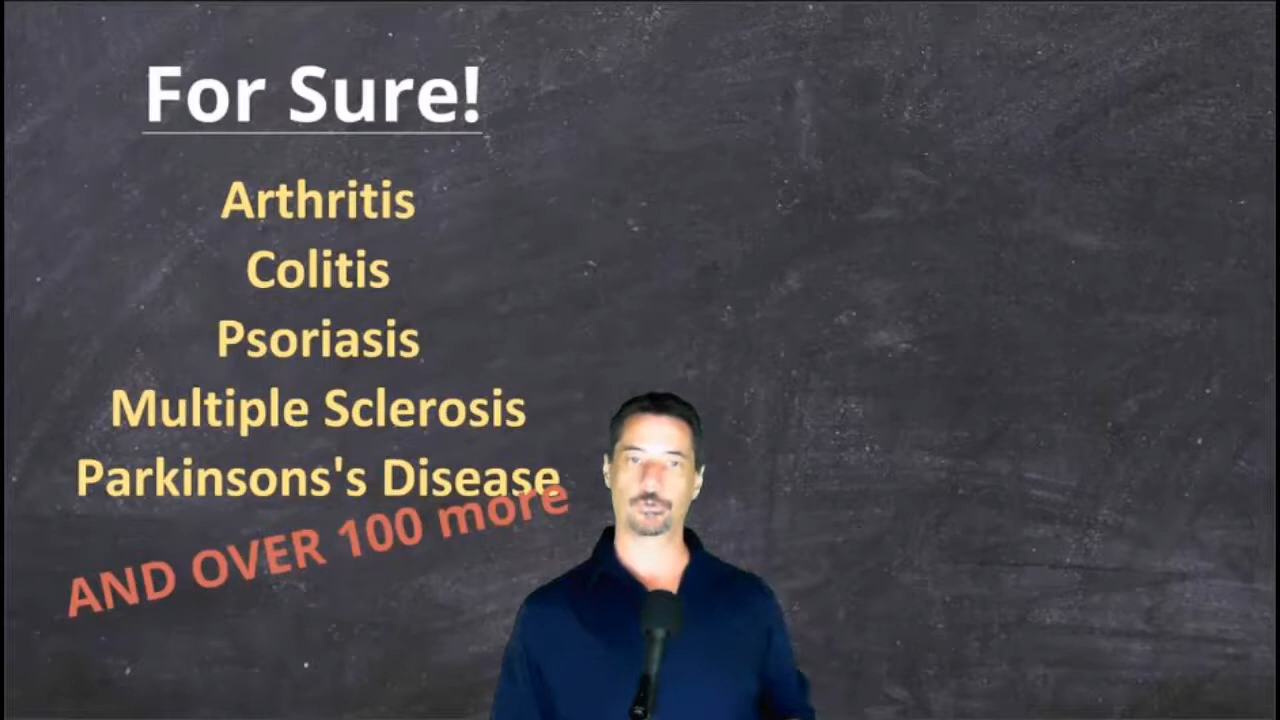 For Sure!
Arthritis
Colitis
Psoriasis
Multiple Sclerosis
Parkinsons's Disease
AND OVER 100 more